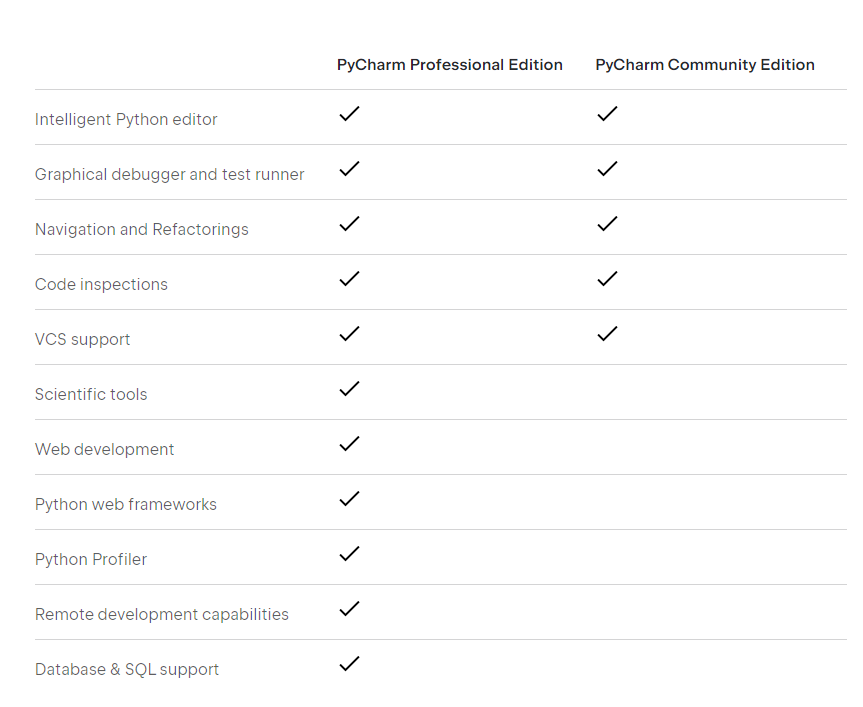 PyCharm Professional Edition PyCharm Community Edition
Intelligent Python editor
Graphical debugger and test runner
Navigation and Refactorings
Code inspections
VCS support
Scientific tools
Web development
Python web frameworks
Python Profiler
Remote development capabilities
Database & SQL support